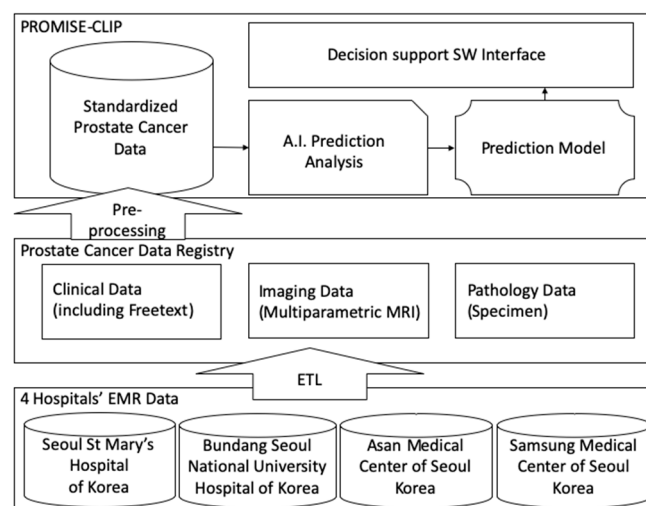 PROMISE-CLIP
Decision support SW Interface
Standardized
Prostate Cancer
Data
A.I. Prediction
Analysis
Prediction Model
Pre-
processing
Prostate Cancer Data Registry
Clinical Data
(including Freetext)
Imaging Data
(Multiparametric MRI)
Pathology Data
(Specimen)
ETL
4 Hospitals’ EMR Data
Seoul St Mary’s
Hospital
of Korea
Bundang Seoul
National University
Hospital of Korea
Asan Medical
Center of Seoul
Korea
Samsung Medical
Center of Seoul
Korea